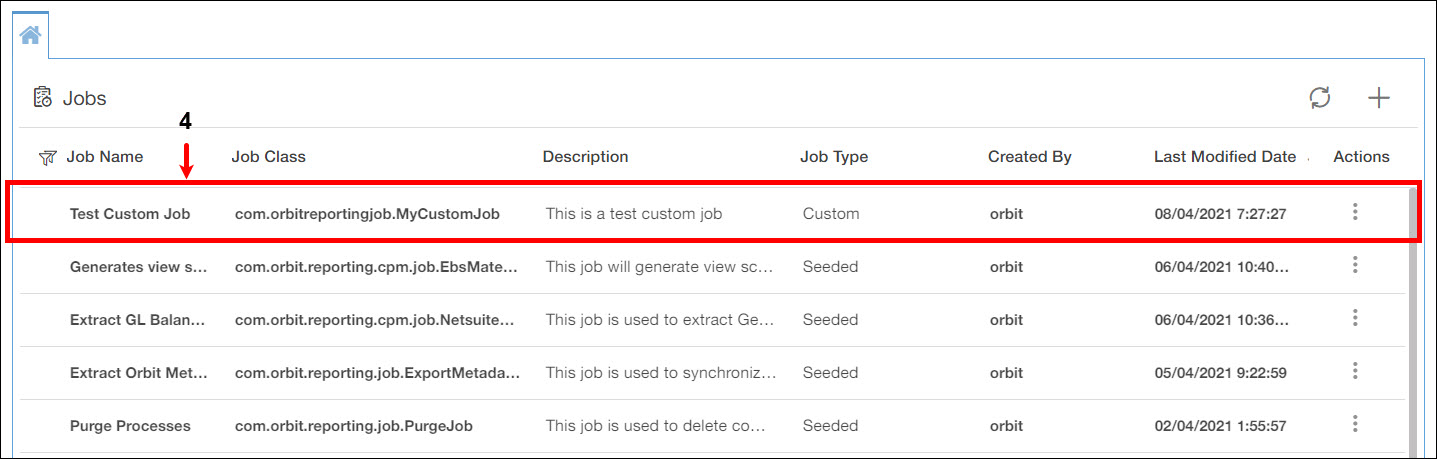 Jobs
4
Job Name Job Class Description Job Type Created By Last Modified Date Actions
Test Custom Job com.orbitreportingjob.MyCustomJob This is a test custom job Custom orbit 08/04/2021 7:27:27
Generates view s... com.orbit.reporting.cpm.job.EbsMate... This job will generate view sc... Seeded orbit 06/04/2021 10:40...
Extract GL Balan... com.orbit.reporting.cpm.job.Netsuite... This job is used to extract Ge... Seeded orbit 06/04/2021 10:36...
Extract Orbit Met... com.orbit.reporting.job.ExportMetada... This job is used to synchroniz... Seeded orbit 05/04/2021 9:22:59
Purge Processes com.orbit.reporting.job.PurgeJob This job is used to delete co... Seeded orbit 02/04/2021 1:55:57